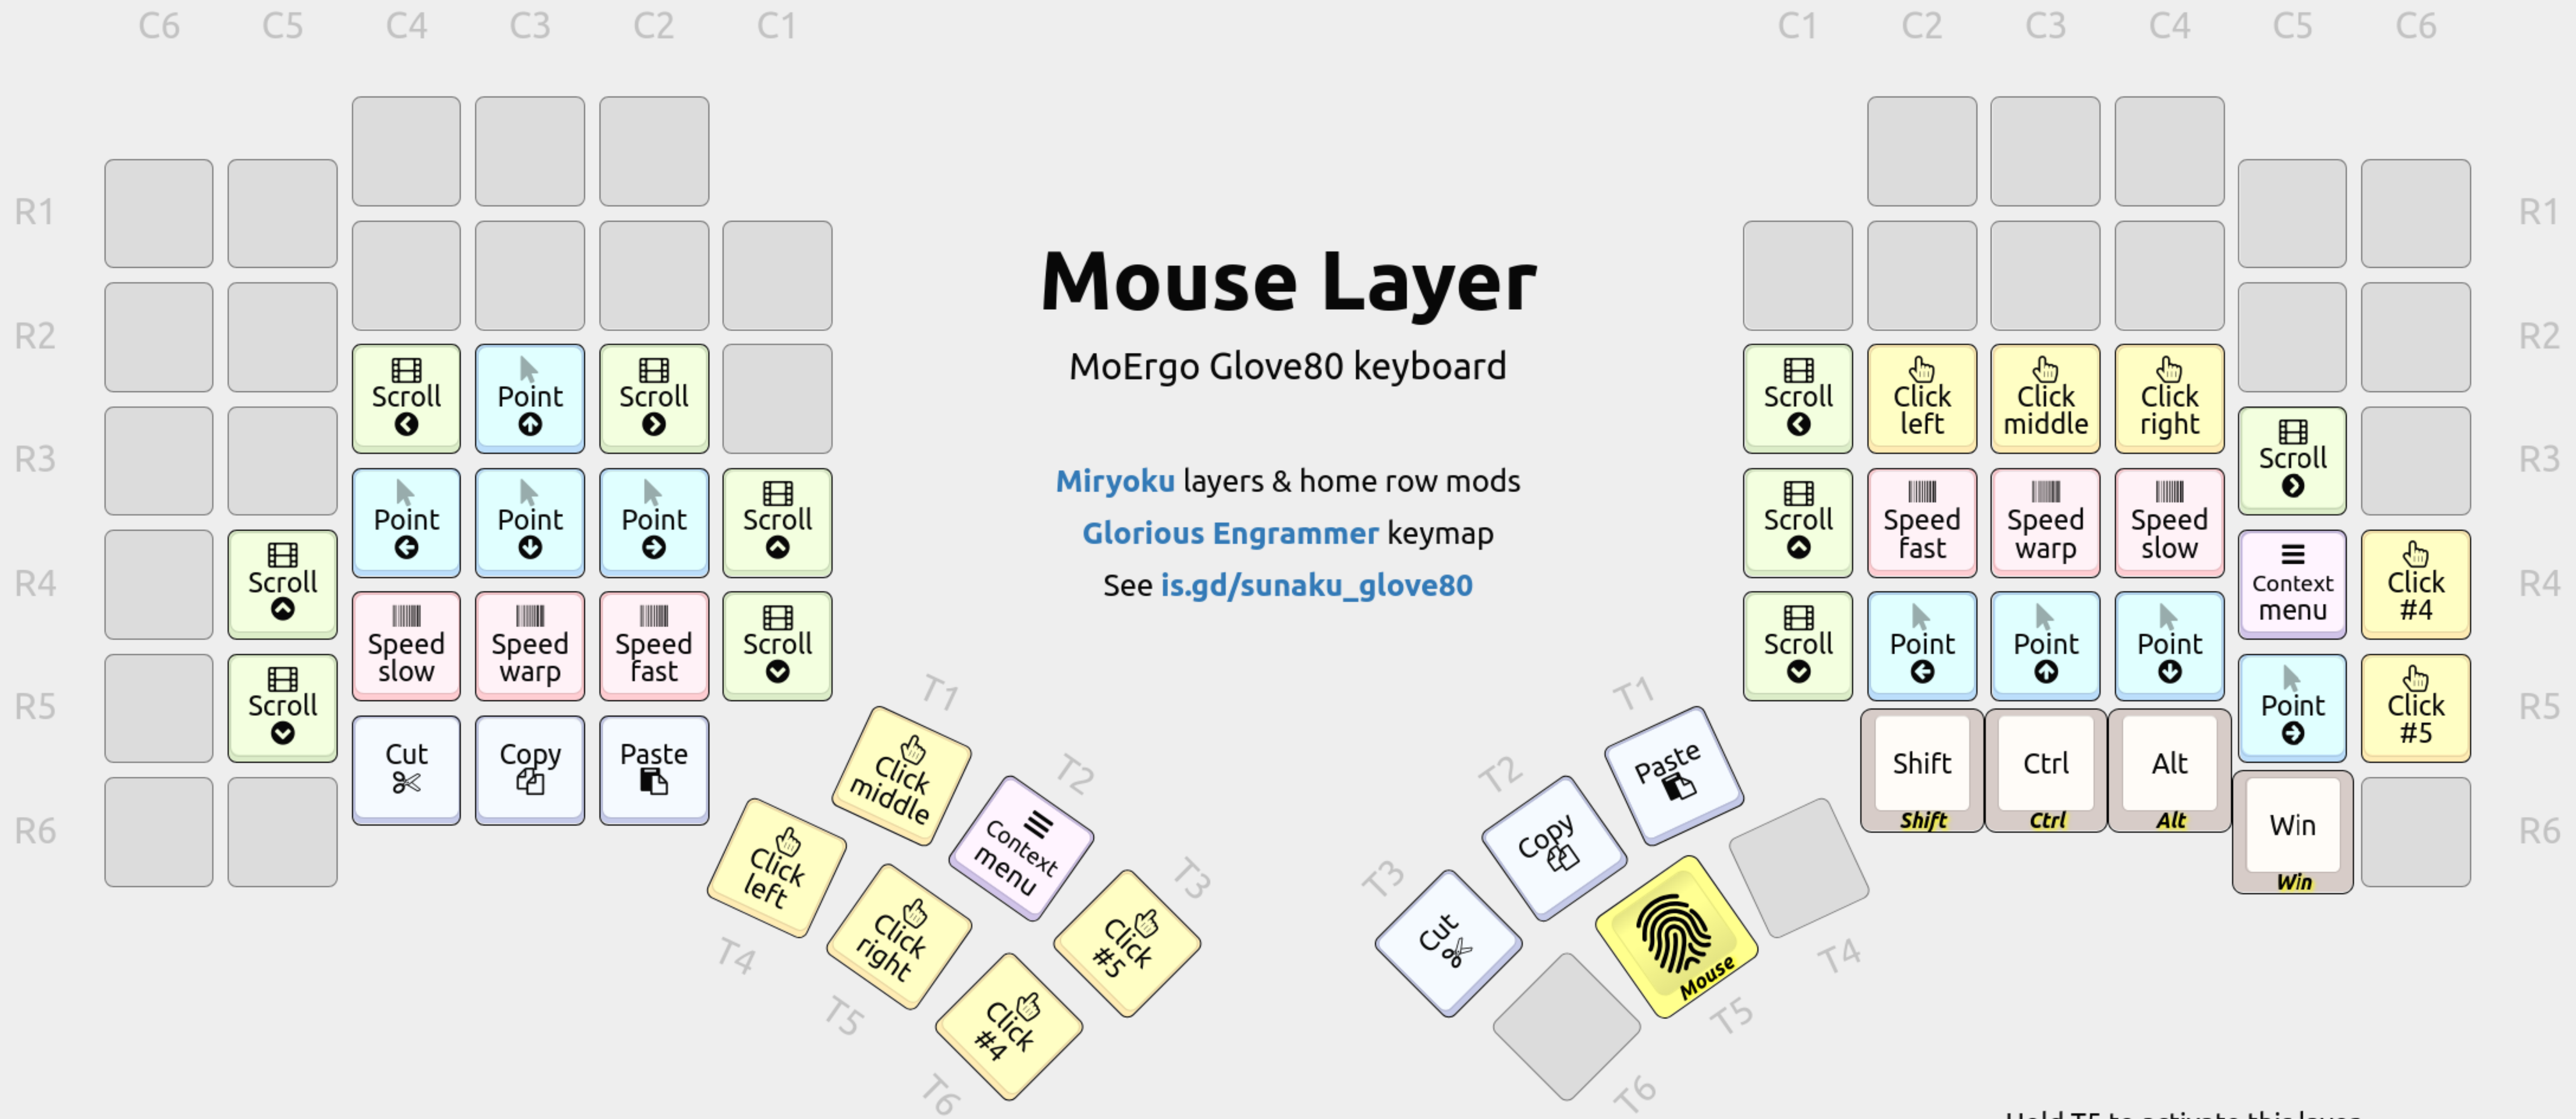 C6 C5 C4 C3 C2 C1 C1 C2 C3 C4 C5 C6
R1 R1
Mouse Layer
R2 R2
MoErgo Glove80 keyboard
Scroll Point Scroll Scroll Click left Click middle Click right
R3 Scroll R3
Miryoku layers & home row mods
Glorious Engrammer keymap
See is.gd/sunaku_glove80
Point Point Point Scroll Scroll Speed fast Speed warp Speed slow
R4 Scroll Context menu Click #4 R4
Speed slow Speed warp Speed fast Scroll Scroll Point Point Point
R5 Scroll Point Click #5 R5
Cut Copy Paste Shift Ctrl Alt
Shift Ctrl Alt
R6 Win R6
Win
T1 T1
Click middle Paste
T2 T2
Context menu Copy
T3 T3
Click left
Click right Click #5 Cut Mouse
T4 T4
T5 T5
Click #4
T6 T6
Hold T5 to activate this layer